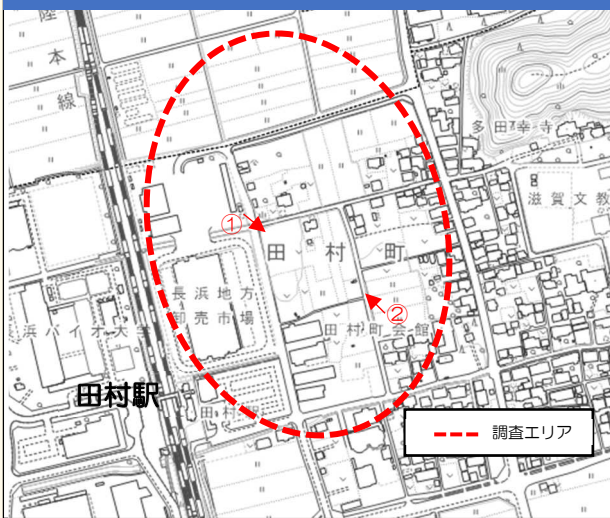 陸
本
線
多田幸寺
滋賀文教
①
田村町
②
長浜地方
卸売市場
浜バイオ大学
田村町会館
田村駅
田村
調査エリア